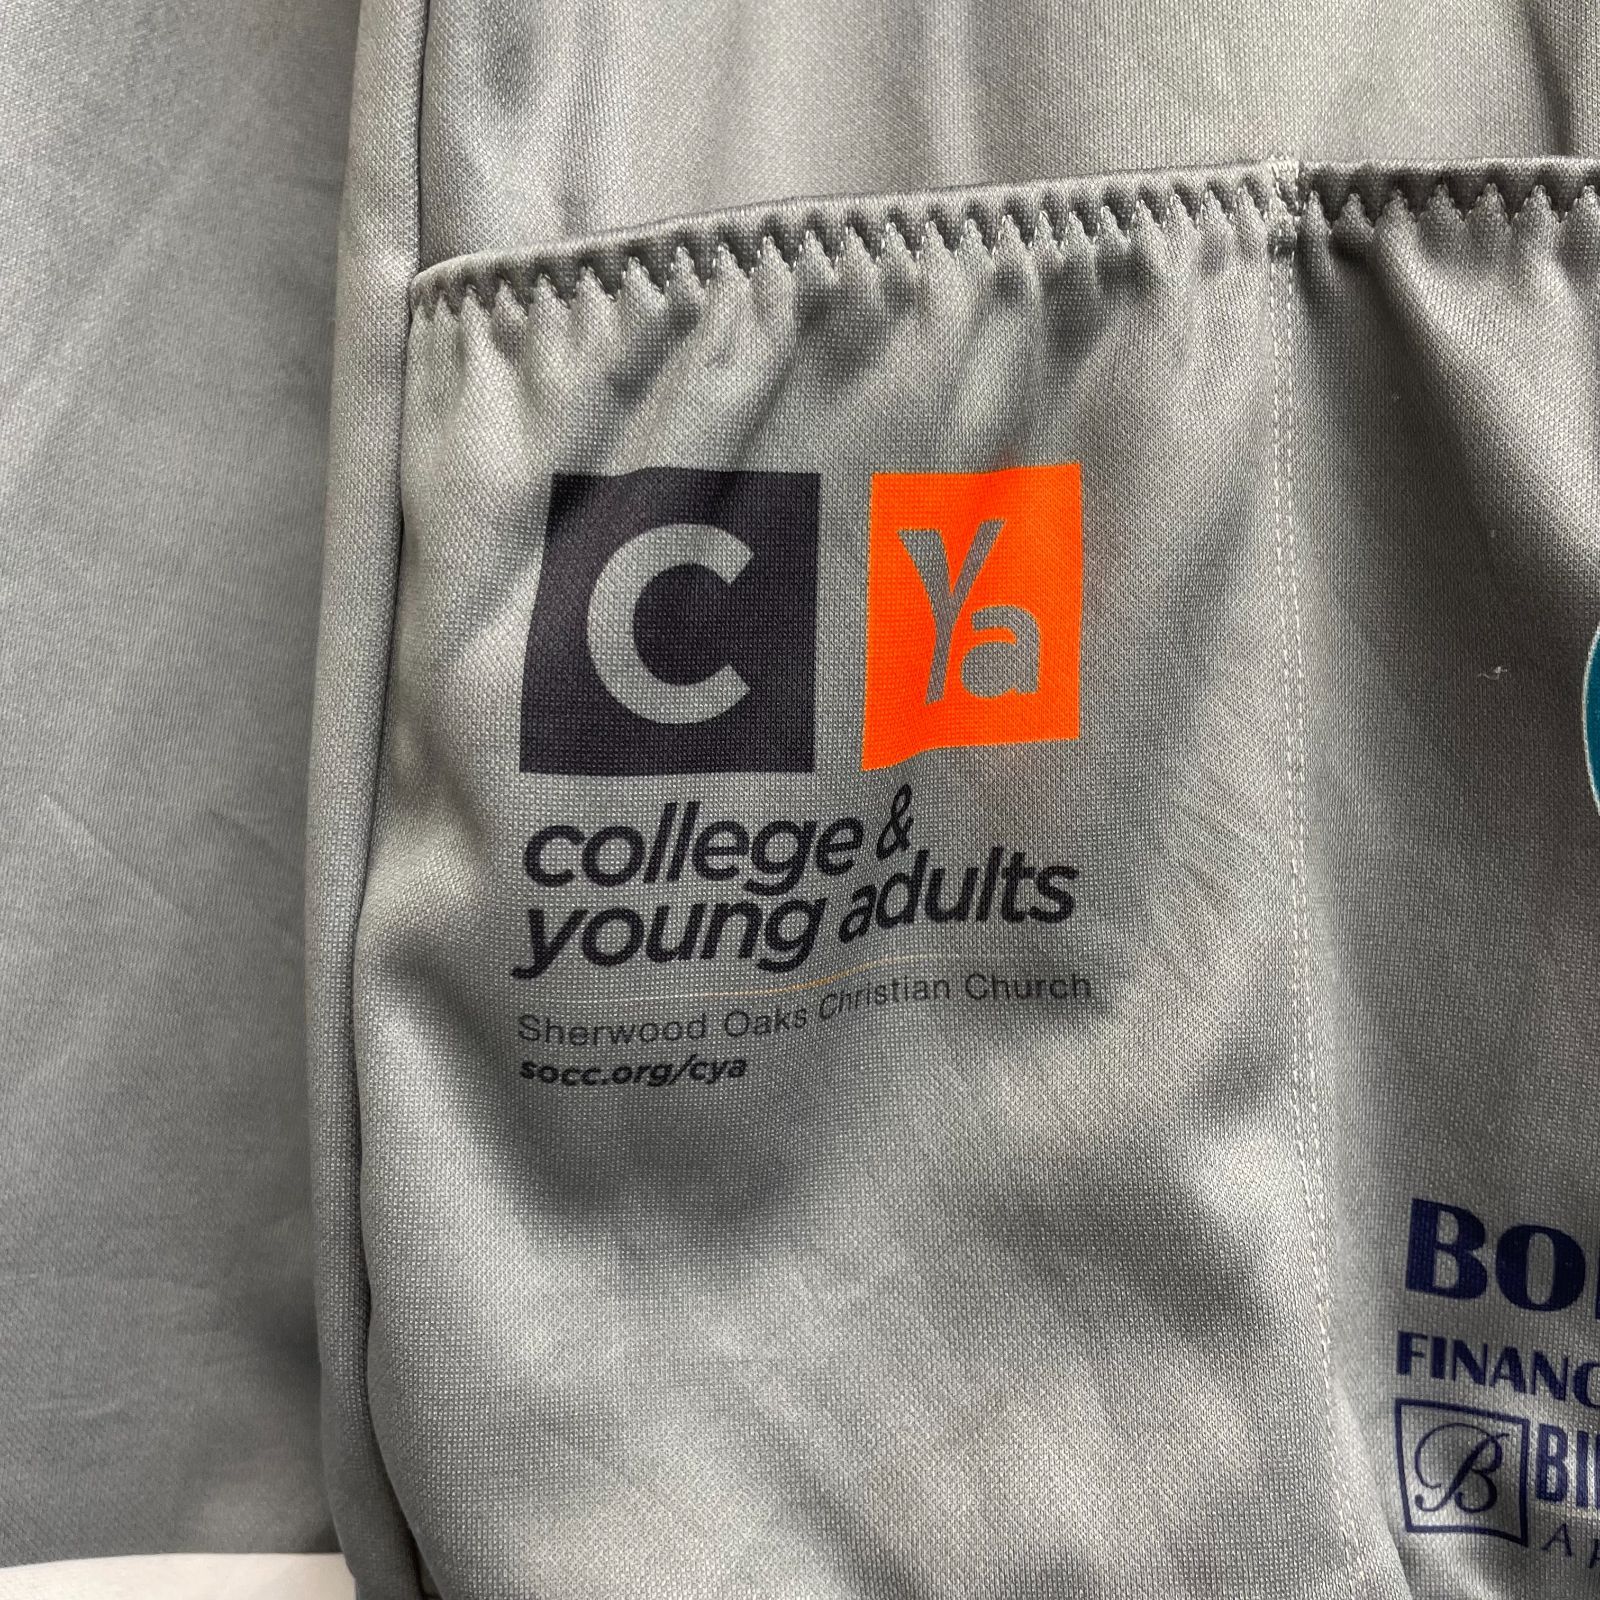 C Ya
college &
young adults
Sherwood Oaks Christian Church
socc.org/cya